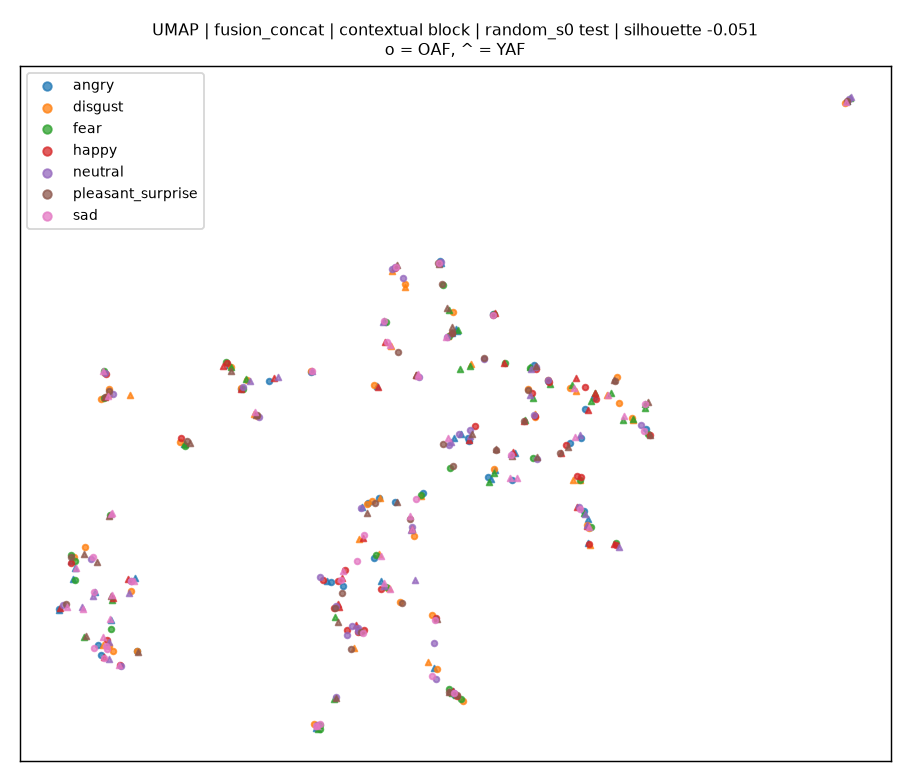 UMAP | fusion_concat | contextual block | random_s0 test | silhouette -0.051
o = OAF, ^ = YAF
angry
disgust
fear
happy
neutral
pleasant_surprise
sad